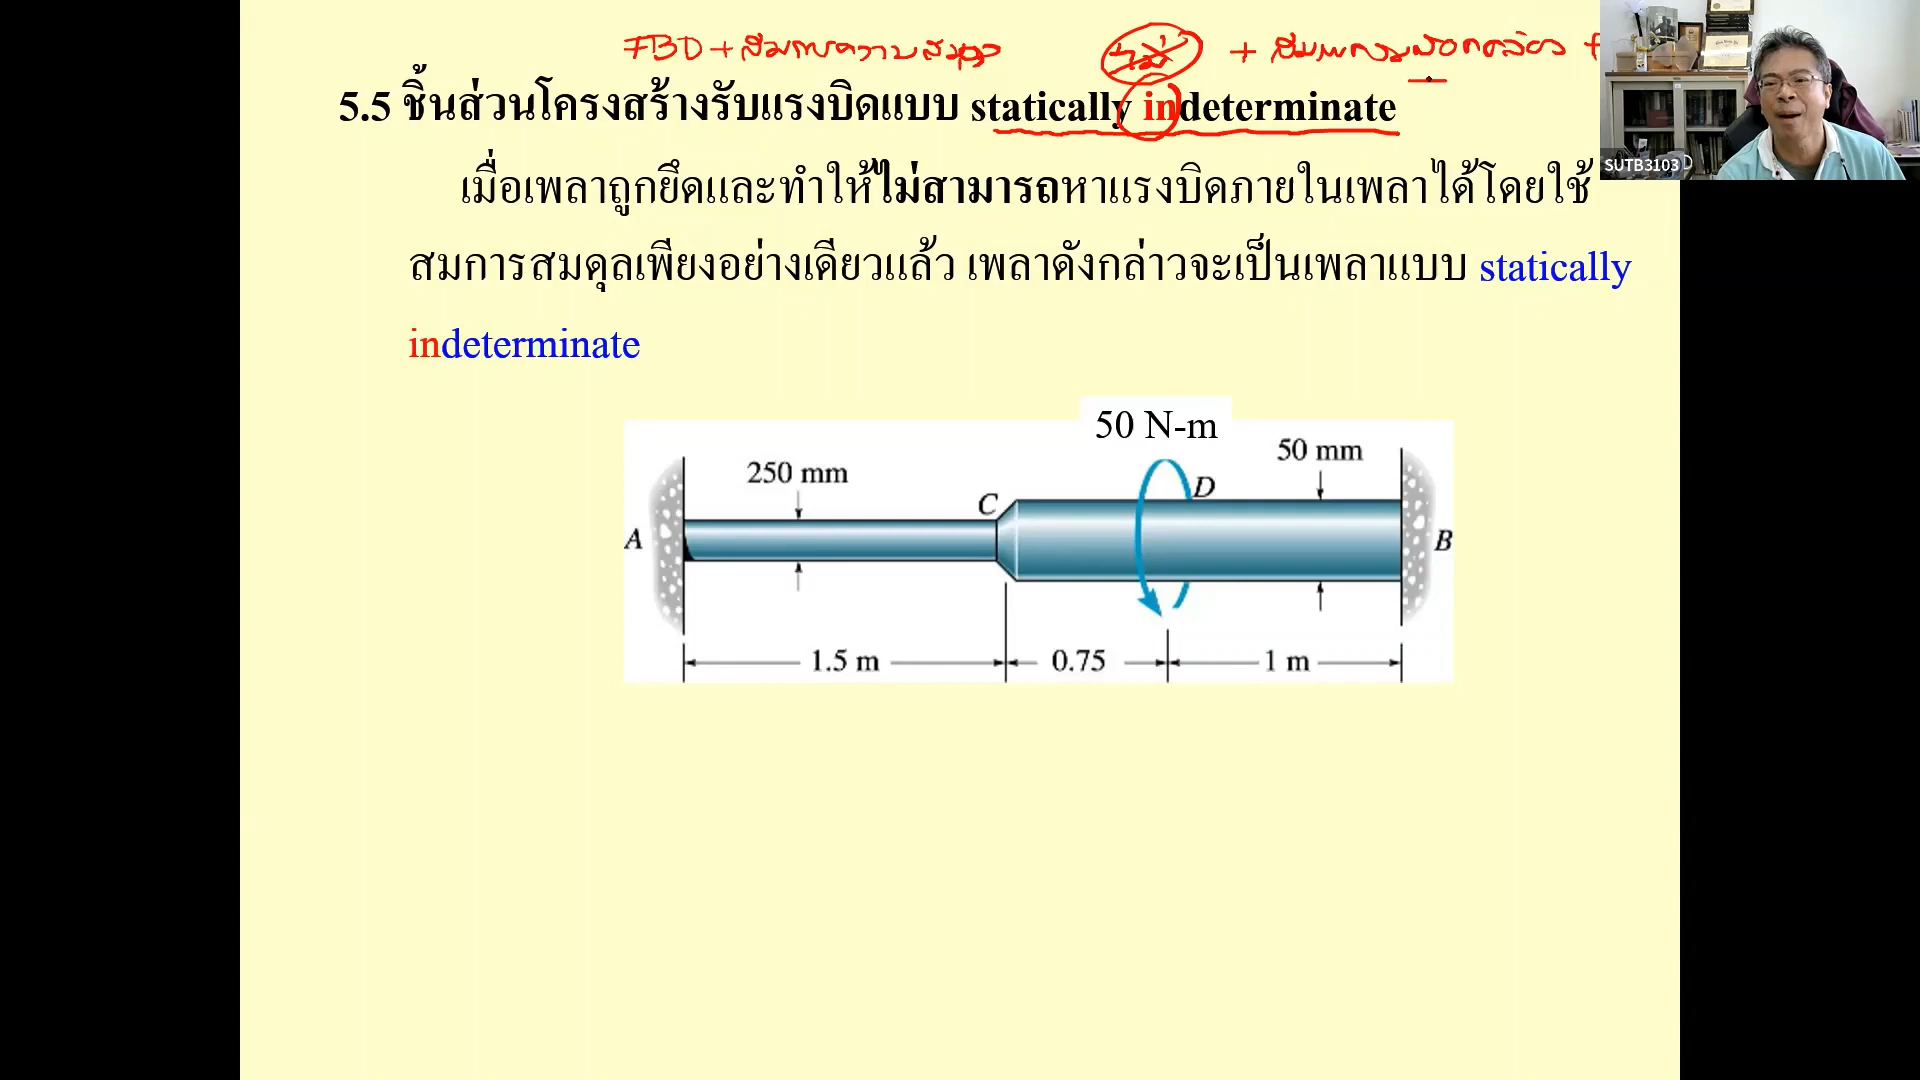 FBD + สมการความสมดุล ไม่ + สมการความสอดคล้อง
5.5 ชิ้นส่วนโครงสร้างรับแรงบิดแบบ statically indeterminate
เมื่อเพลาถูกยึดและทำให้ไม่สามารถหาแรงบิดภายในเพลาได้โดยใช้
สมการสมดุลเพียงอย่างเดียวแล้ว เพลาดังกล่าวจะเป็นเพลาแบบ statically
indeterminate
50 N-m
250 mm
50 mm
C
D
A
B
1.5 m
0.75
1 m
SUTB3103